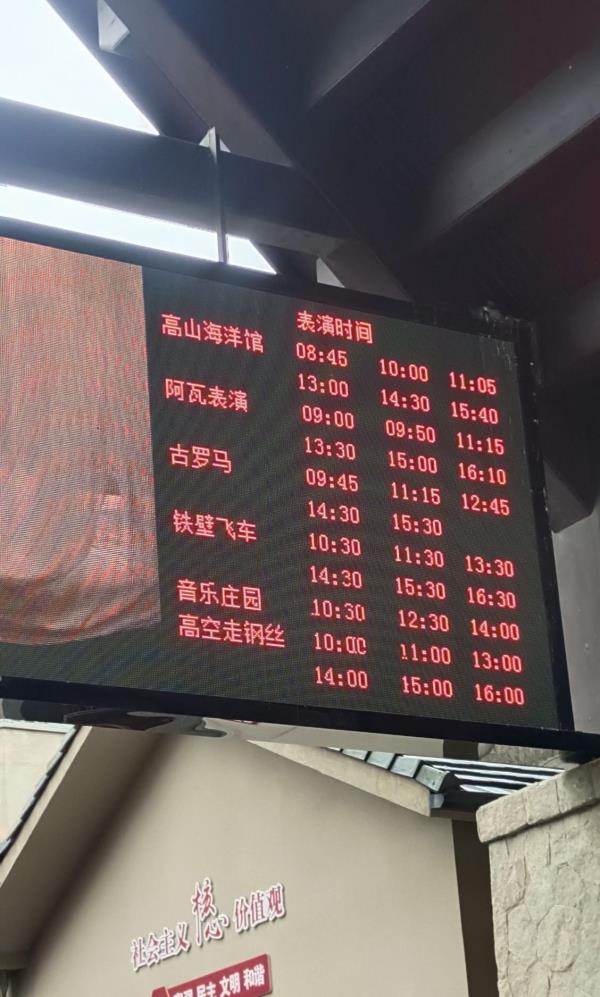 表演时间
高山海洋馆 08:45 10:00 11:05
13:00 14:30 15:40
阿瓦表演 09:00 09:50 11:15
13:30 15:00 16:10
古罗马 09:45 11:15 12:45
14:30 15:30
铁壁飞车 10:30 11:30 13:30
14:30 15:30 16:30
音乐庄园 10:30 12:30 14:00
高空走钢丝 10:00 11:00 13:00
14:00 15:00 16:00
社会主义核心价值观
民主 文明 和谐